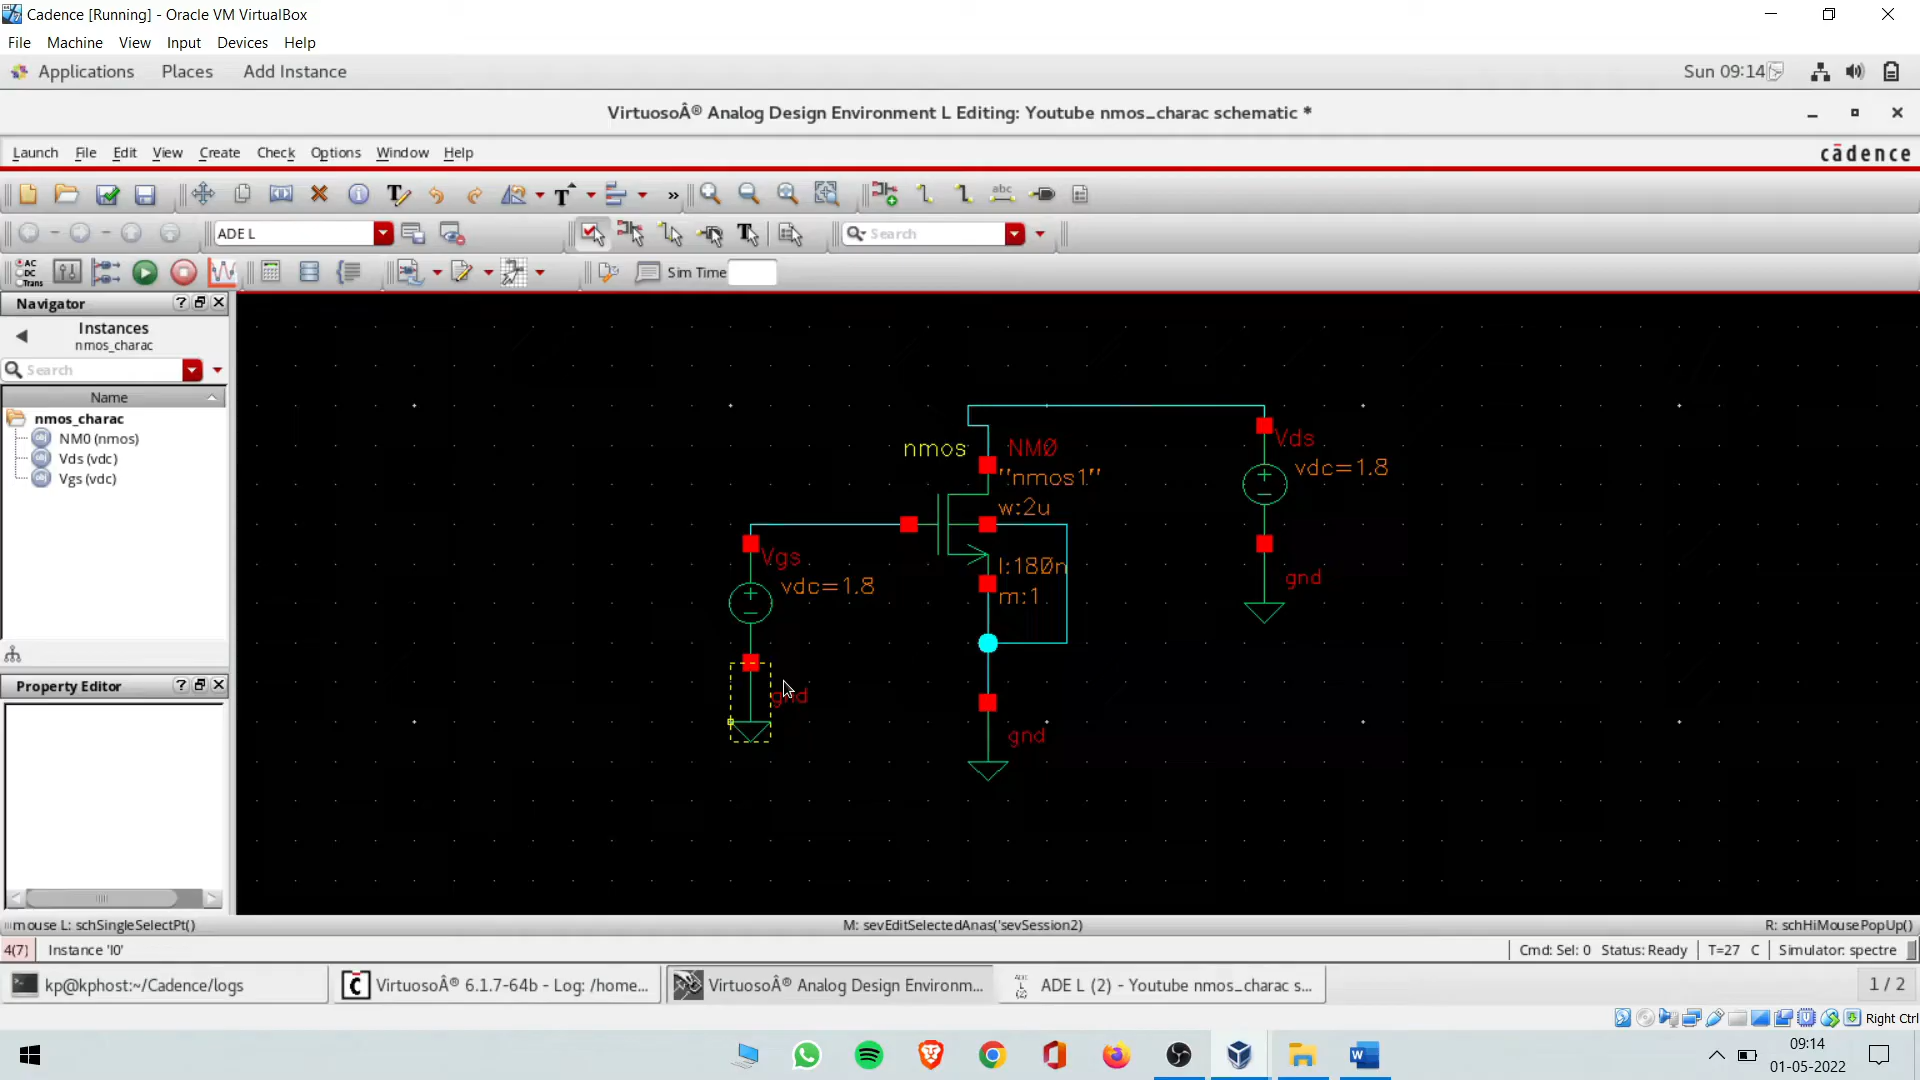 Cadence [Running] - Oracle VM VirtualBox
File Machine View Input Devices Help
Applications Places Add Instance Sun 09:14
VirtuosoÂ® Analog Design Environment L Editing: Youtube nmos_charac schematic *
Launch File Edit View Create Check Options Window Help cādence
abc
ADE L Search
AC DC Trans Sim Time
Navigator
Instances
nmos_charac
Search
Name
nmos_charac
NM0 (nmos)
Vds (vdc)
Vgs (vdc)
Property Editor
nmos NM0
"nmos1"
w:2u
l:180n
m:1
gnd
Vgs
vdc=1.8
gnd
Vds
vdc=1.8
gnd
mouse L: schSingleSelectPt() M: sevEditSelectedAnas('sevSession2) R: schHiMousePopUp()
4(7) Instance 'I0' Cmd: Sel: 0 Status: Ready T=27 C Simulator: spectre
kp@kphost:~/Cadence/logs VirtuosoÂ® 6.1.7-64b - Log: /home... VirtuosoÂ® Analog Design Environm... ADE L (2) - Youtube nmos_charac s... 1 / 2
Right Ctrl
09:14
01-05-2022